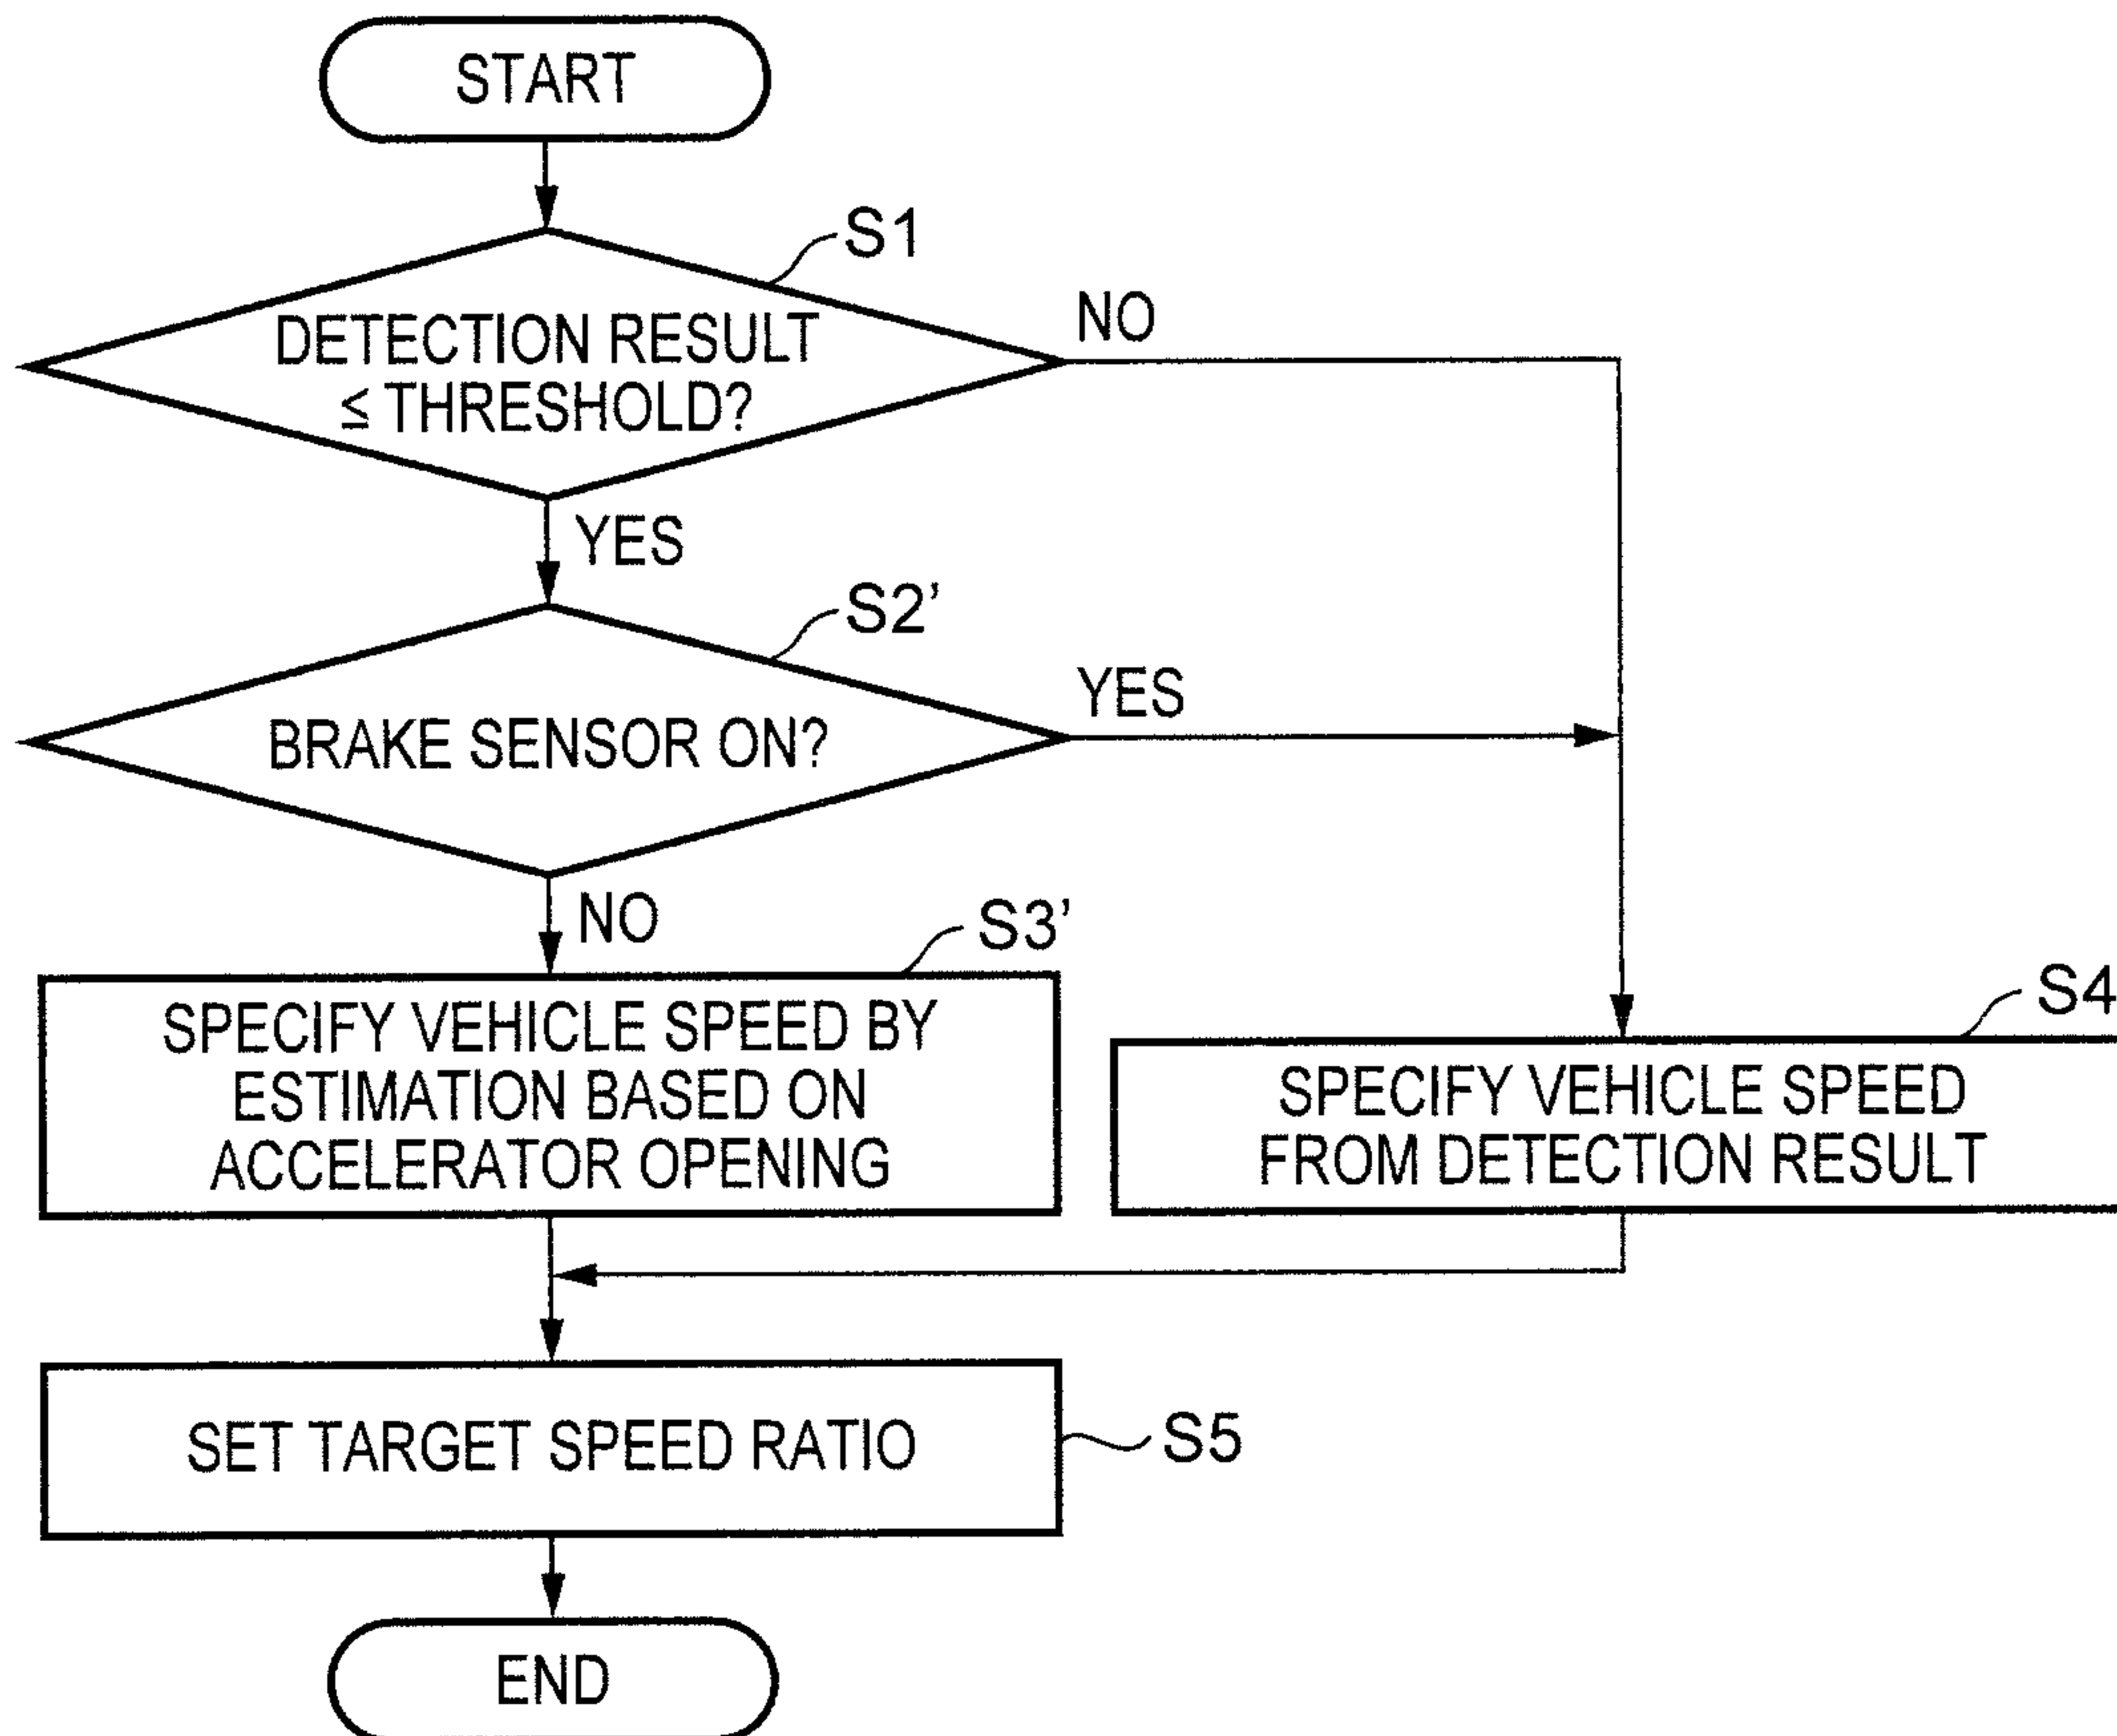 START
S1
DETECTION RESULT
≤ THRESHOLD?
NO
YES
S2’
BRAKE SENSOR ON?
YES
NO
S3’
SPECIFY VEHICLE SPEED BY
ESTIMATION BASED ON
ACCELERATOR OPENING
S4
SPECIFY VEHICLE SPEED
FROM DETECTION RESULT
SET TARGET SPEED RATIO
S5
END